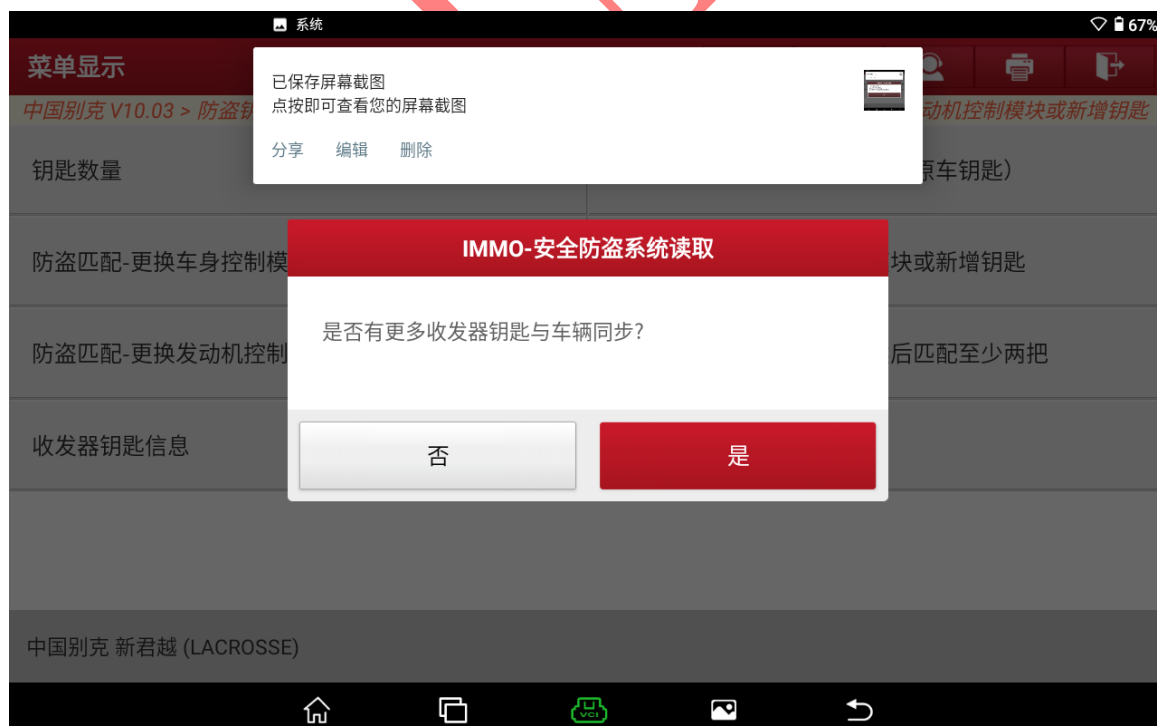 系统
67%
菜单显示
已保存屏幕截图
点按即可查看您的屏幕截图
分享 编辑 删除
中国别克 V10.03 > 防盗
动机控制模块或新增钥匙
钥匙数量
原车钥匙）
IMMO-安全防盗系统读取
防盗匹配-更换车身控制模
块或新增钥匙
是否有更多收发器钥匙与车辆同步?
防盗匹配-更换发动机控制
后匹配至少两把
收发器钥匙信息
否
是
中国别克 新君越 (LACROSSE)
VCI